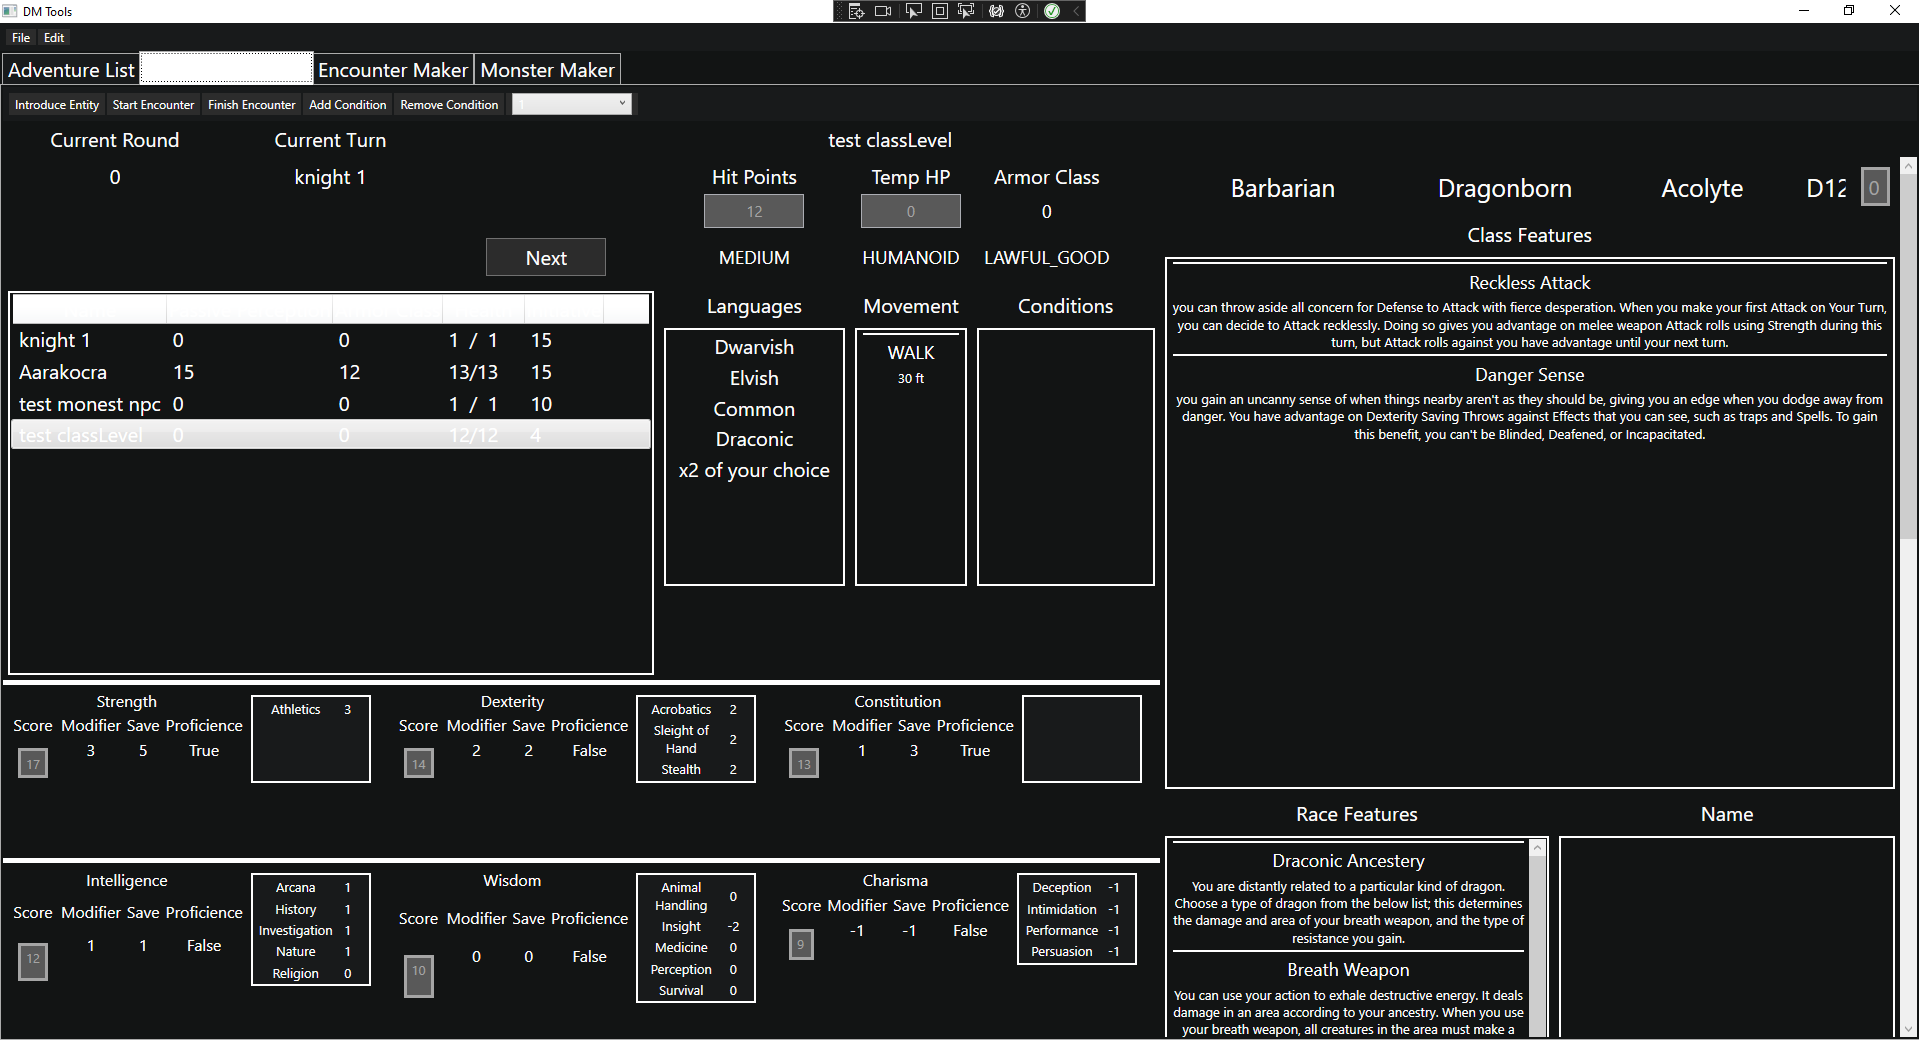 DM Tools
File Edit
Adventure List Encounter Maker Monster Maker
Introduce Entity Start Encounter Finish Encounter Add Condition Remove Condition 1
Current Round Current Turn
0 knight 1
Next
knight 1 0 0 1 / 1 15
Aarakocra 15 12 13/13 15
test monest npc 0 0 1 / 1 10
test classLevel 0 0 12/12 4
test classLevel
Hit Points Temp HP Armor Class
12 0 0
MEDIUM HUMANOID LAWFUL_GOOD
Languages Movement Conditions
Dwarvish
Elvish
Common
Draconic
x2 of your choice
WALK
30 ft
Barbarian Dragonborn Acolyte D12 0
Class Features
Reckless Attack
you can throw aside all concern for Defense to Attack with fierce desperation. When you make your first Attack on Your Turn,
you can decide to Attack recklessly. Doing so gives you advantage on melee weapon Attack rolls using Strength during this
turn, but Attack rolls against you have advantage until your next turn.
Danger Sense
you gain an uncanny sense of when things nearby aren't as they should be, giving you an edge when you dodge away from
danger. You have advantage on Dexterity Saving Throws against Effects that you can see, such as traps and Spells. To gain
this benefit, you can't be Blinded, Deafened, or Incapacitated.
Strength
Score Modifier Save Proficience
17 3 5 True
Athletics 3
Dexterity
Score Modifier Save Proficience
14 2 2 False
Acrobatics 2
Sleight of
Hand 2
Stealth 2
Constitution
Score Modifier Save Proficience
13 1 3 True
Intelligence
Score Modifier Save Proficience
12 1 1 False
Arcana 1
History 1
Investigation 1
Nature 1
Religion 0
Wisdom
Score Modifier Save Proficience
10 0 0 False
Animal
Handling 0
Insight -2
Medicine 0
Perception 0
Survival 0
Charisma
Score Modifier Save Proficience
9 -1 -1 False
Deception -1
Intimidation -1
Performance -1
Persuasion -1
Race Features
Draconic Ancestery
You are distantly related to a particular kind of dragon.
Choose a type of dragon from the below list; this determines
the damage and area of your breath weapon, and the type of
resistance you gain.
Breath Weapon
You can use your action to exhale destructive energy. It deals
damage in an area according to your ancestry. When you use
your breath weapon, all creatures in the area must make a
Name